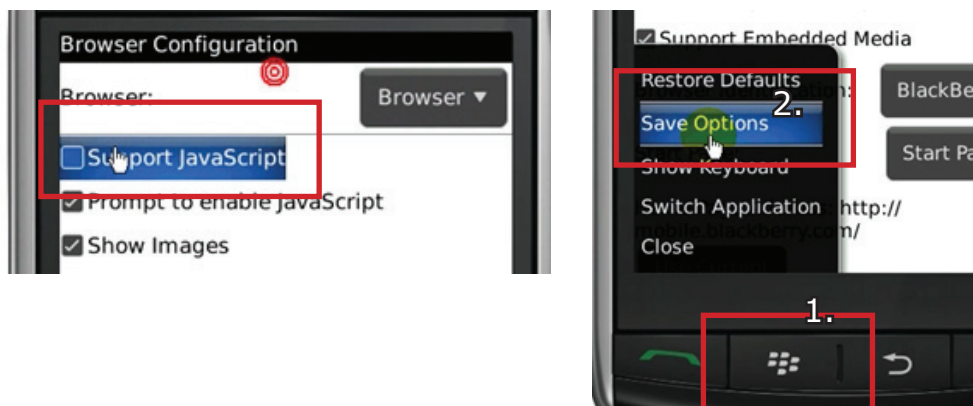 Browser Configuration
Browser:
Browser ▼
Support JavaScript
Prompt to enable JavaScript
Show Images
Support Embedded Media
Restore Defaults
2.
BlackBe
Save Options
Start Pa
Show Keyboard
Switch Application
http://
mobile.blackberry.com/
Close
1.